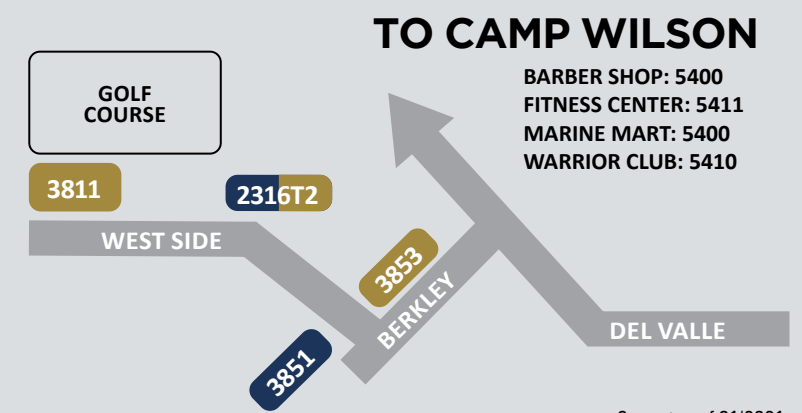 TO CAMP WILSON
BARBER SHOP: 5400
FITNESS CENTER: 5411
MARINE MART: 5400
WARRIOR CLUB: 5410
GOLF
COURSE
3811
2316T2
WEST SIDE
3853
BERKLEY
3851
DEL VALLE